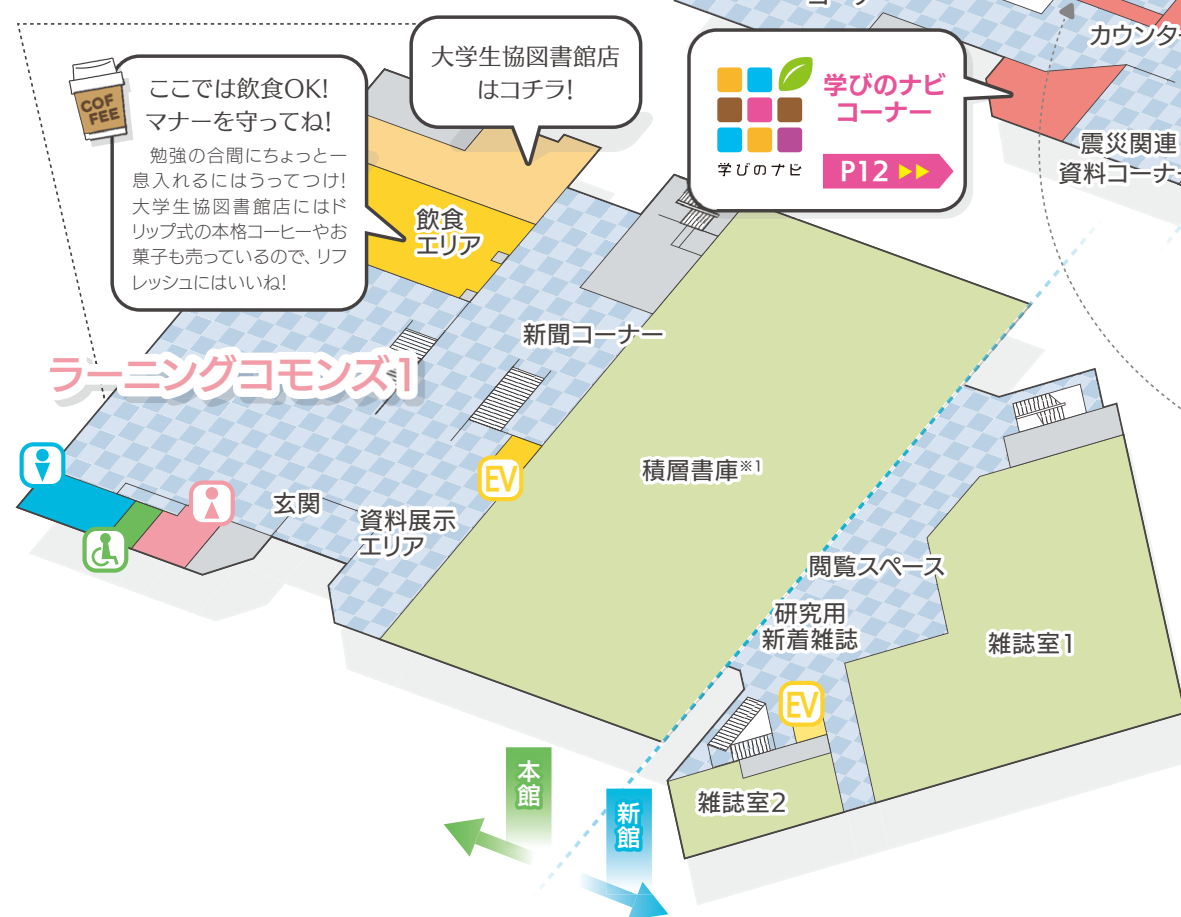 コーナー
カウンター
大学生協図書館店
はコチラ!
ここでは飲食OK!
マナーを守ってね!
COF
FEE
勉強の合間にちょっと一
息入れるにはうってつけ!
大学生協図書館店にはド
リップ式の本格コーヒーやお
菓子も売っているので、リフ
レッシュにはいいね!
学びのナビ
コーナー
学びのナビ
P12
震災関連
資料コーナー
飲食
エリア
新聞コーナー
ラーニングコモンズ1
EV
積層書庫※1
玄関
資料展示
エリア
閲覧スペース
研究用
新着雑誌
雑誌室1
EV
雑誌室2
本館
新館